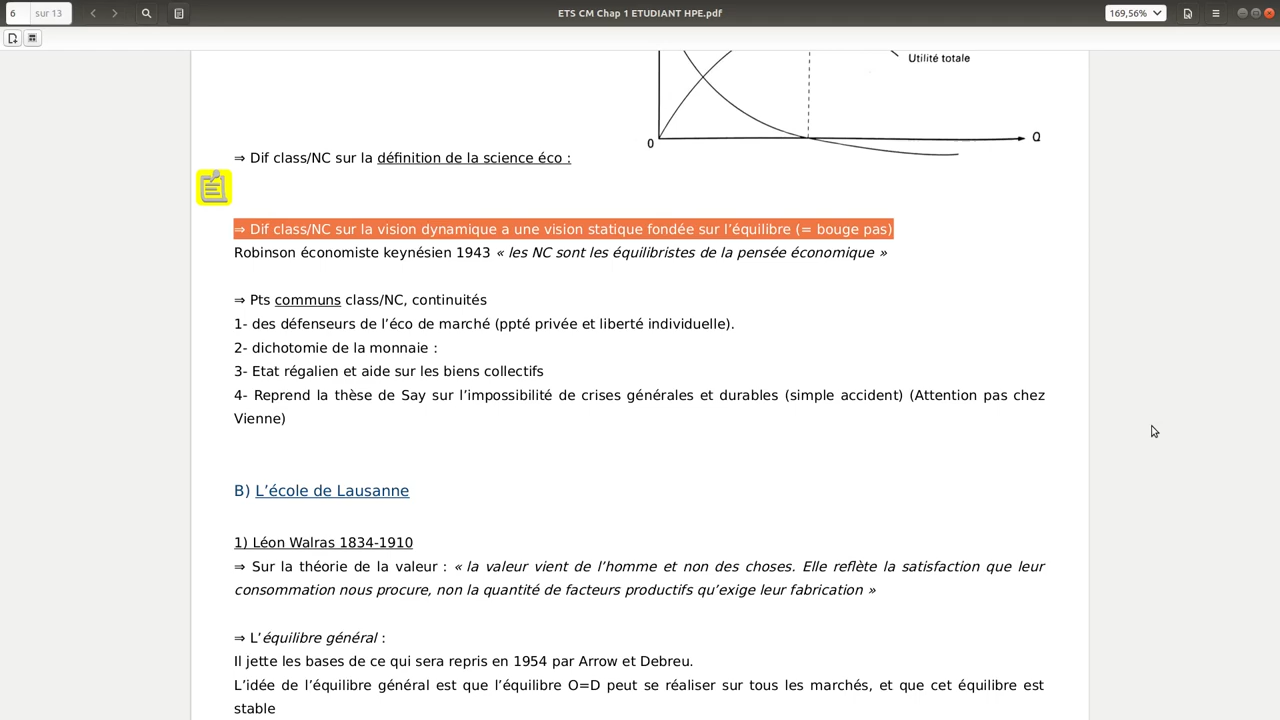 6 sur 13
ETS CM Chap 1 ETUDIANT HPE.pdf
169,56%
Utilité totale
0
Q
⇒ Dif class/NC sur la définition de la science éco :
⇒ Dif class/NC sur la vision dynamique a une vision statique fondée sur l’équilibre (= bouge pas)
Robinson économiste keynésien 1943 « les NC sont les équilibristes de la pensée économique »
⇒ Pts communs class/NC, continuités
1- des défenseurs de l’éco de marché (ppté privée et liberté individuelle).
2- dichotomie de la monnaie :
3- Etat régalien et aide sur les biens collectifs
4- Reprend la thèse de Say sur l’impossibilité de crises générales et durables (simple accident) (Attention pas chez
Vienne)
B) L’école de Lausanne
1) Léon Walras 1834-1910
⇒ Sur la théorie de la valeur : « la valeur vient de l’homme et non des choses. Elle reflète la satisfaction que leur
consommation nous procure, non la quantité de facteurs productifs qu’exige leur fabrication »
⇒ L’équilibre général :
Il jette les bases de ce qui sera repris en 1954 par Arrow et Debreu.
L’idée de l’équilibre général est que l’équilibre O=D peut se réaliser sur tous les marchés, et que cet équilibre est
stable